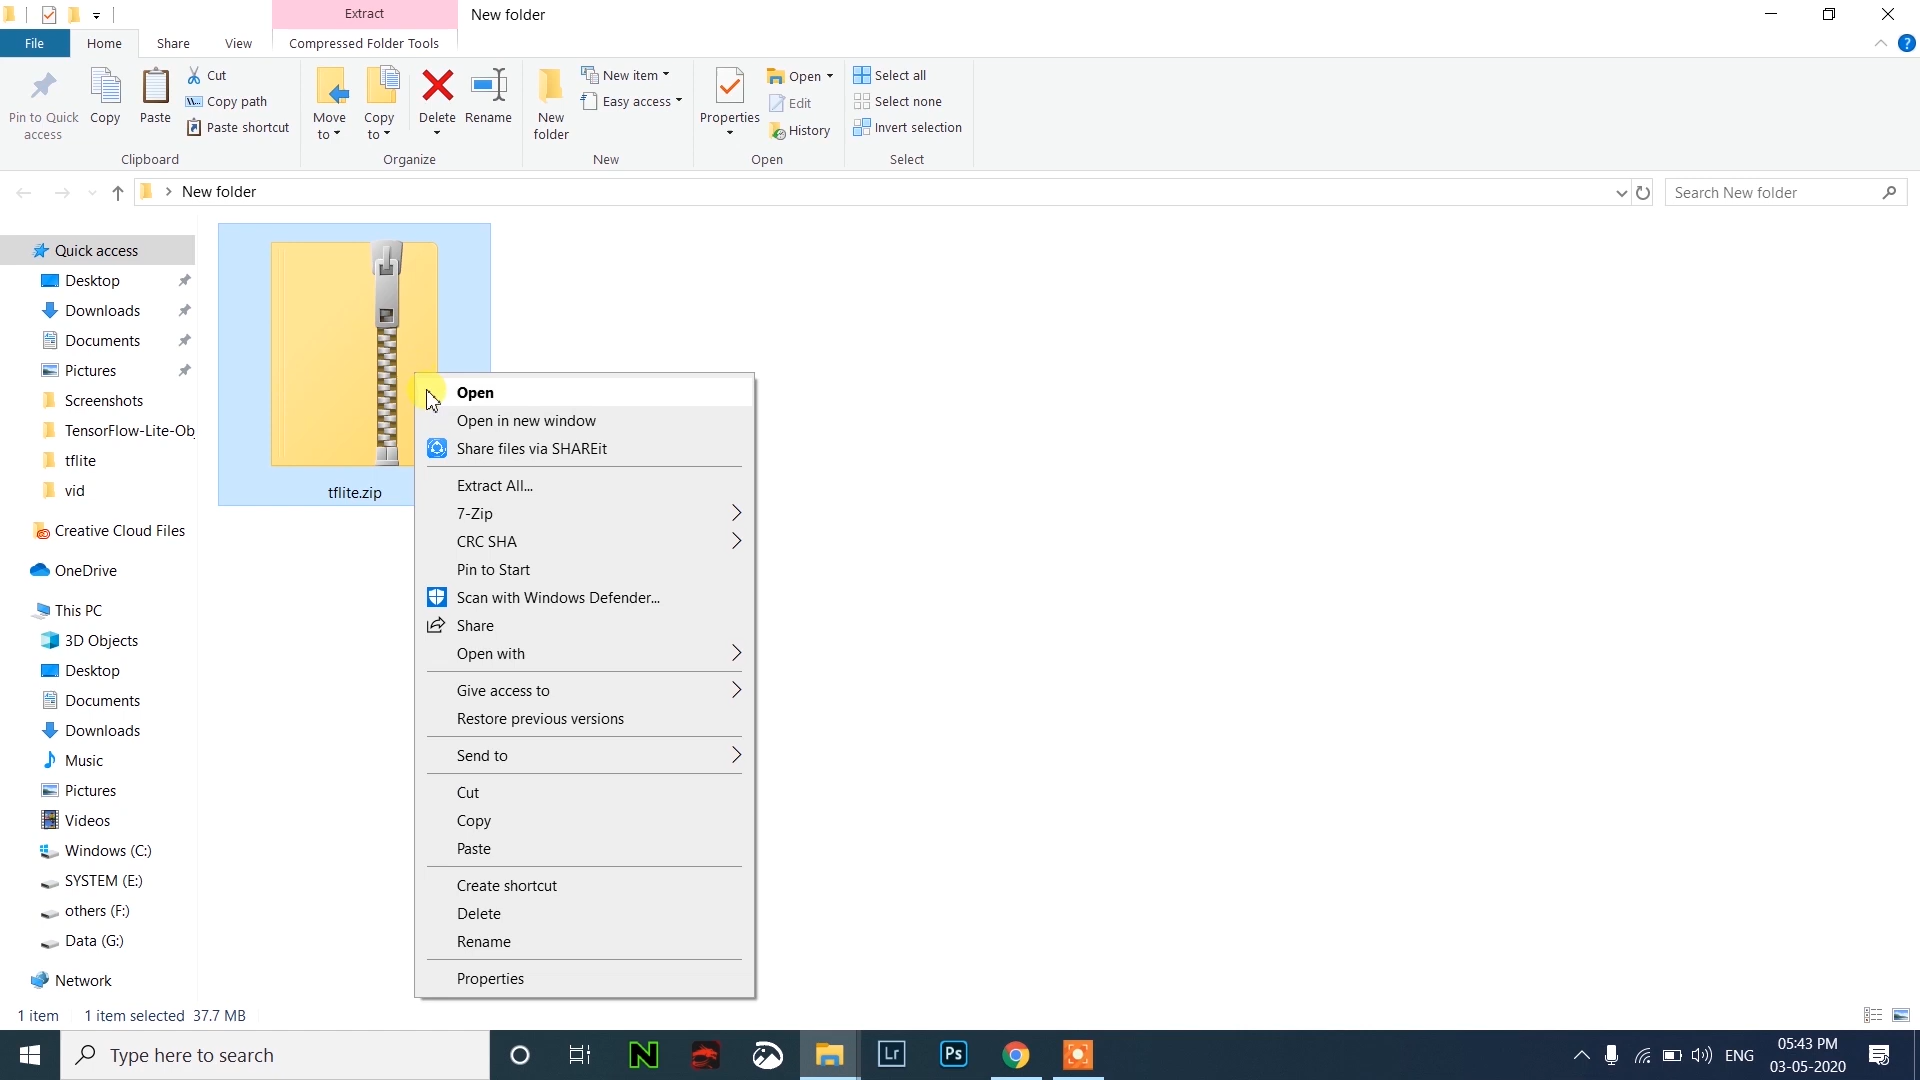 Extract
New folder
File
Home
Share
View
Compressed Folder Tools
?
Pin to Quick access
Copy
Paste
Cut
Copy path
Paste shortcut
Clipboard
Move to
Copy to
Delete
Rename
Organize
New folder
New item
Easy access
New
Properties
Open
Edit
History
Open
Select all
Select none
Invert selection
Select
New folder
Search New folder
Quick access
Desktop
Downloads
Documents
Pictures
Screenshots
TensorFlow-Lite-Ob
tflite
vid
Creative Cloud Files
OneDrive
This PC
3D Objects
Desktop
Documents
Downloads
Music
Pictures
Videos
Windows (C:)
SYSTEM (E:)
others (F:)
Data (G:)
Network
tflite.zip
Open
Open in new window
Share files via SHAREit
Extract All...
7-Zip
CRC SHA
Pin to Start
Scan with Windows Defender...
Share
Open with
Give access to
Restore previous versions
Send to
Cut
Copy
Paste
Create shortcut
Delete
Rename
Properties
1 item 1 item selected 37.7 MB
Type here to search
N
Lr
Ps
ENG
05:43 PM
03-05-2020